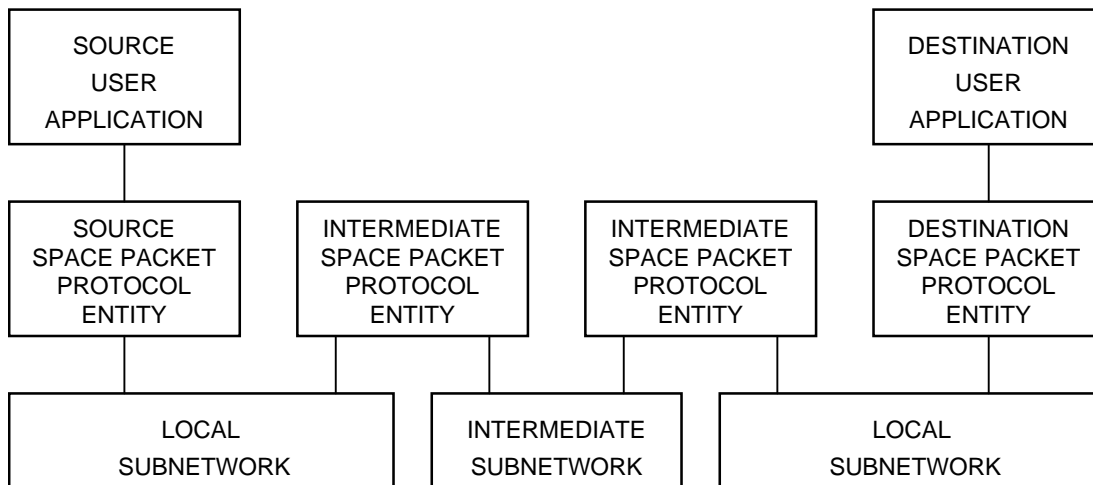 SOURCE
USER
APPLICATION
DESTINATION
USER
APPLICATION
SOURCE
SPACE PACKET
PROTOCOL
ENTITY
INTERMEDIATE
SPACE PACKET
PROTOCOL
ENTITY
INTERMEDIATE
SPACE PACKET
PROTOCOL
ENTITY
DESTINATION
SPACE PACKET
PROTOCOL
ENTITY
LOCAL
SUBNETWORK
INTERMEDIATE
SUBNETWORK
LOCAL
SUBNETWORK